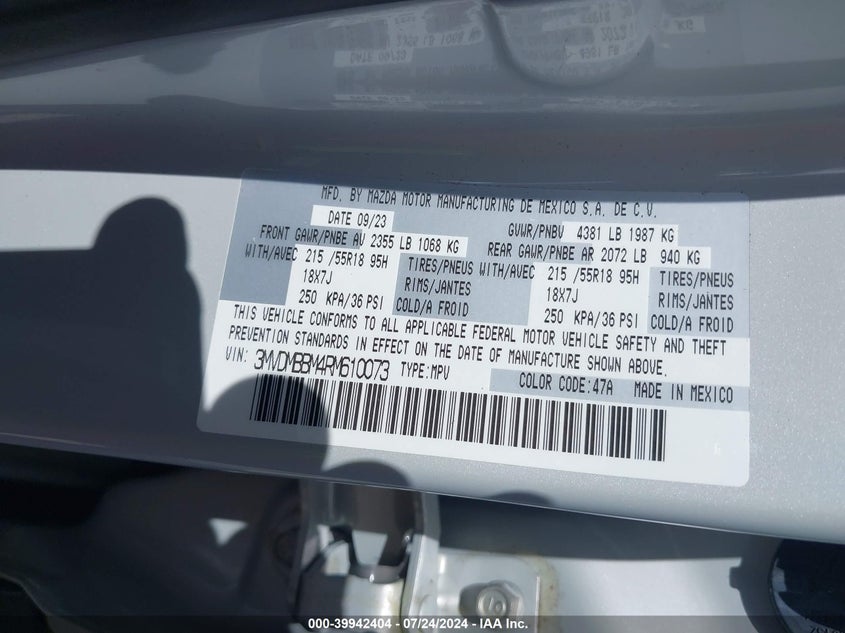 MFD. BY MAZDA MOTOR MANUFACTURING DE MEXICO S.A. DE C.V.
DATE 09/23 GVWR/PNBV 4381 LB 1987 KG
FRONT GAWR/PNBE AV 2355 LB 1068 KG REAR GAWR/PNBE AR 2072 LB 940 KG
WITH/AVEC 215 /55R18 95H TIRES/PNEUS WITH/AVEC 215 /55R18 95H TIRES/PNEUS
18X7J RIMS/JANTES 18X7J RIMS/JANTES
250 KPA/36 PSI COLD/A FROID 250 KPA/36 PSI COLD/A FROID
THIS VEHICLE CONFORMS TO ALL APPLICABLE FEDERAL MOTOR VEHICLE SAFETY AND THEFT
PREVENTION STANDARDS IN EFFECT ON THE DATE OF MANUFACTURE SHOWN ABOVE.
VIN: 3MVDMBBM4RM610073 TYPE:MPV COLOR CODE:47A MADE IN MEXICO
000-39942404 - 07/24/2024 - IAA Inc.